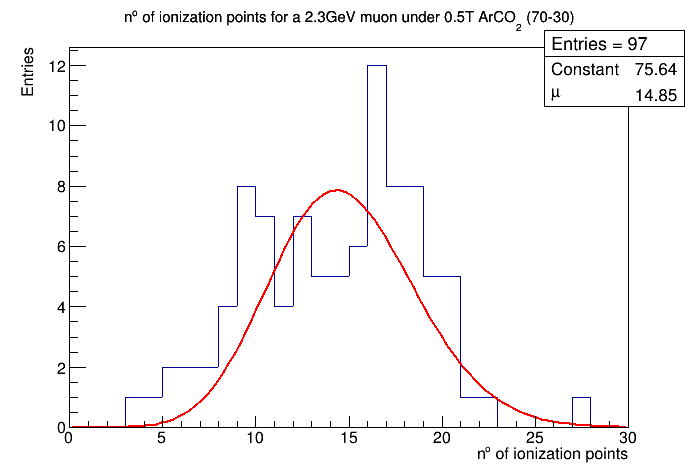 nº of ionization points for a 2.3GeV muon under 0.5T ArCO2 (70-30)
Entries = 97
Constant 75.64
μ 14.85
Entries
12
10
8
6
4
2
0
0 5 10 15 20 25 30
nº of ionization points